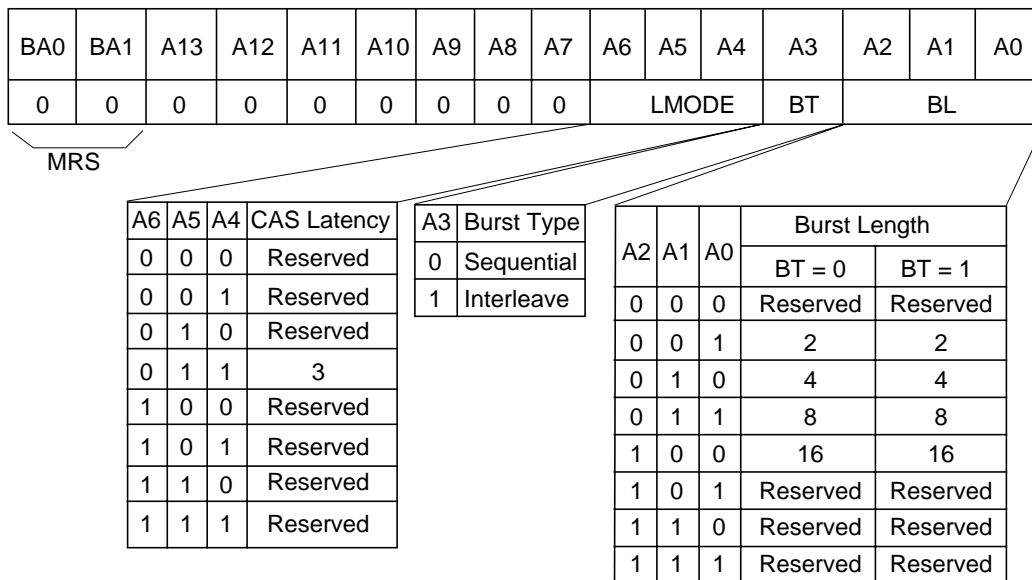 BA0 BA1 A13 A12 A11 A10 A9 A8 A7 A6 A5 A4 A3 A2 A1 A0
0 0 0 0 0 0 0 0 0 LMODE BT BL
MRS
A6 A5 A4 CAS Latency
0 0 0 Reserved
0 0 1 Reserved
0 1 0 Reserved
0 1 1 3
1 0 0 Reserved
1 0 1 Reserved
1 1 0 Reserved
1 1 1 Reserved
A3 Burst Type
0 Sequential
1 Interleave
A2 A1 A0 Burst Length
BT = 0 BT = 1
0 0 0 Reserved Reserved
0 0 1 2 2
0 1 0 4 4
0 1 1 8 8
1 0 0 16 16
1 0 1 Reserved Reserved
1 1 0 Reserved Reserved
1 1 1 Reserved Reserved